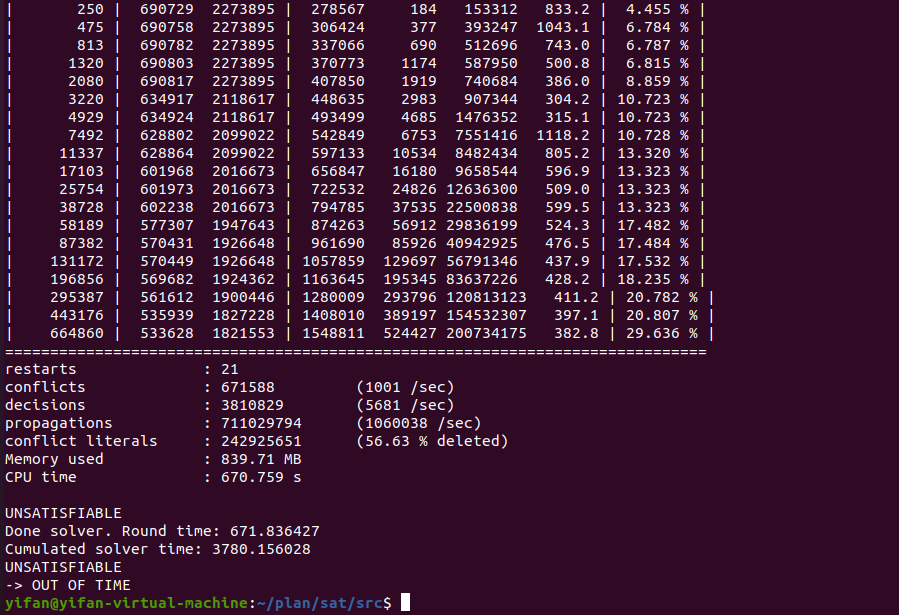 |       250 |  690729  2273895 |  278567     184   153312   833.2 |  4.455 % |
|       475 |  690758  2273895 |  306424     377   393247  1043.1 |  6.784 % |
|       813 |  690782  2273895 |  337066     690   512696   743.0 |  6.787 % |
|      1320 |  690803  2273895 |  370773    1174   587950   500.8 |  6.815 % |
|      2080 |  690817  2273895 |  407850    1919   740684   386.0 |  8.859 % |
|      3220 |  634917  2118617 |  448635    2983   907344   304.2 | 10.723 % |
|      4929 |  634924  2118617 |  493499    4685  1476352   315.1 | 10.723 % |
|      7492 |  628802  2099022 |  542849    6753  7551416  1118.2 | 10.728 % |
|     11337 |  628864  2099022 |  597133   10534  8482434   805.2 | 13.320 % |
|     17103 |  601968  2016673 |  656847   16180  9658544   596.9 | 13.323 % |
|     25754 |  601973  2016673 |  722532   24826 12636300   509.0 | 13.323 % |
|     38728 |  602238  2016673 |  794785   37535 22500838   599.5 | 13.323 % |
|     58189 |  577307  1947643 |  874263   56912 29836199   524.3 | 17.482 % |
|     87382 |  570431  1926648 |  961690   85926 40942925   476.5 | 17.484 % |
|    131172 |  570449  1926648 | 1057859  129697 56791346   437.9 | 17.532 % |
|    196856 |  569682  1924362 | 1163645  195345 83637226   428.2 | 18.235 % |
|    295387 |  561612  1900446 | 1280009  293796 120813123   411.2 | 20.782 % |
|    443176 |  535939  1827228 | 1408010  389197 154532307   397.1 | 20.807 % |
|    664860 |  533628  1821553 | 1548811  524427 200734175   382.8 | 29.636 % |
==============================================================================
restarts              : 21
conflicts             : 671588         (1001 /sec)
decisions             : 3810829        (5681 /sec)
propagations          : 711029794      (1060038 /sec)
conflict literals     : 242925651      (56.63 % deleted)
Memory used           : 839.71 MB
CPU time              : 670.759 s
UNSATISFIABLE
Done solver. Round time: 671.836427
Cumulated solver time: 3780.156028
UNSATISFIABLE
-> OUT OF TIME
yifan@yifan-virtual-machine:~/plan/sat/src$